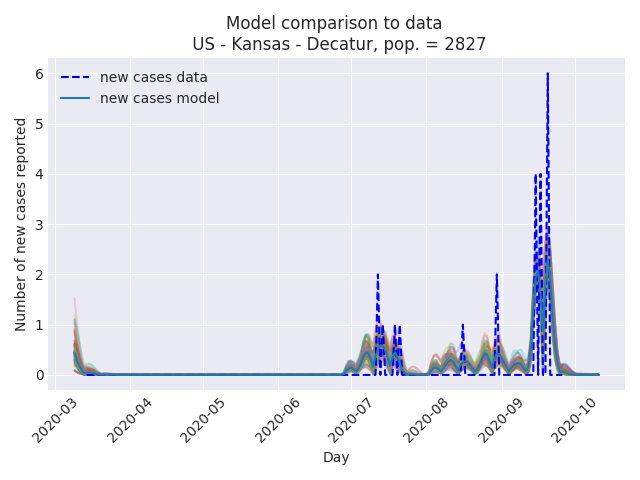 Model comparison to data
US - Kansas - Decatur, pop. = 2827
new cases data
new cases model
Number of new cases reported
6
5
4
3
2
1
0
2020-03
2020-04
2020-05
2020-06
2020-07
2020-08
2020-09
2020-10
Day